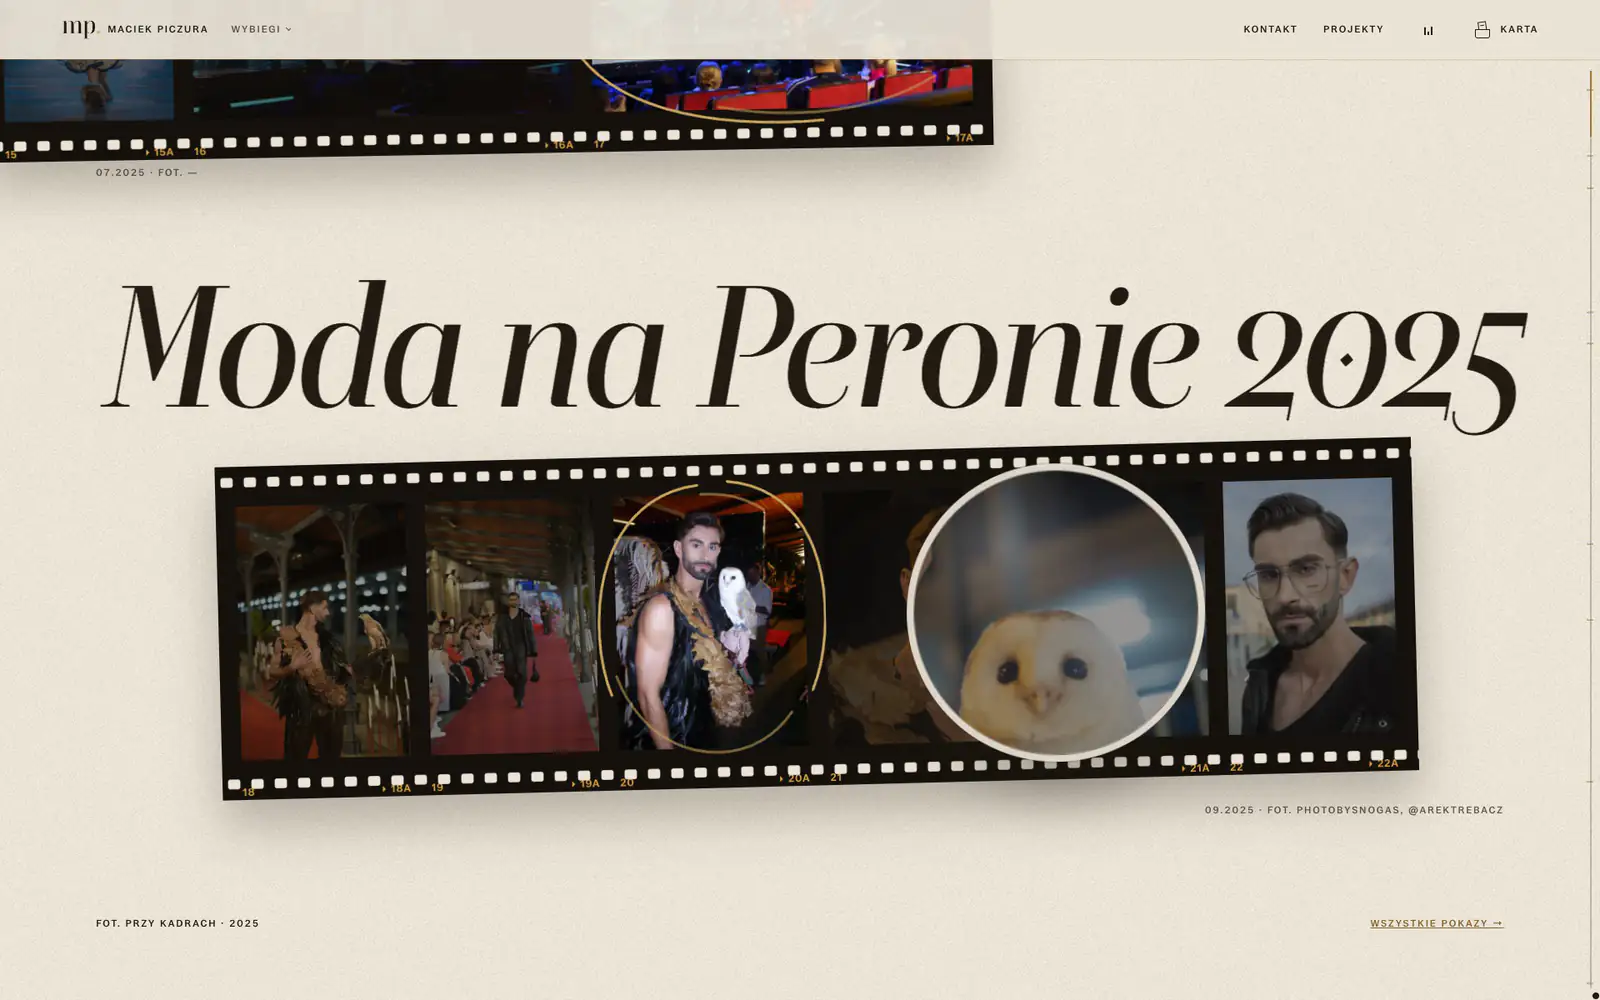 mp. MACIEK PICZURA WYBIEGI KONTAKT PROJEKTY KARTA
15 15A 16 16A 17 17A
07.2025 · FOT. —
Moda na Peronie 2025
18 18A 19 19A 20 20A 21 21A 22 22A
09.2025 · FOT. PHOTOBYSNOGAS, @AREKTREBACZ
FOT. PRZY KADRACH · 2025 WSZYSTKIE POKAZY →